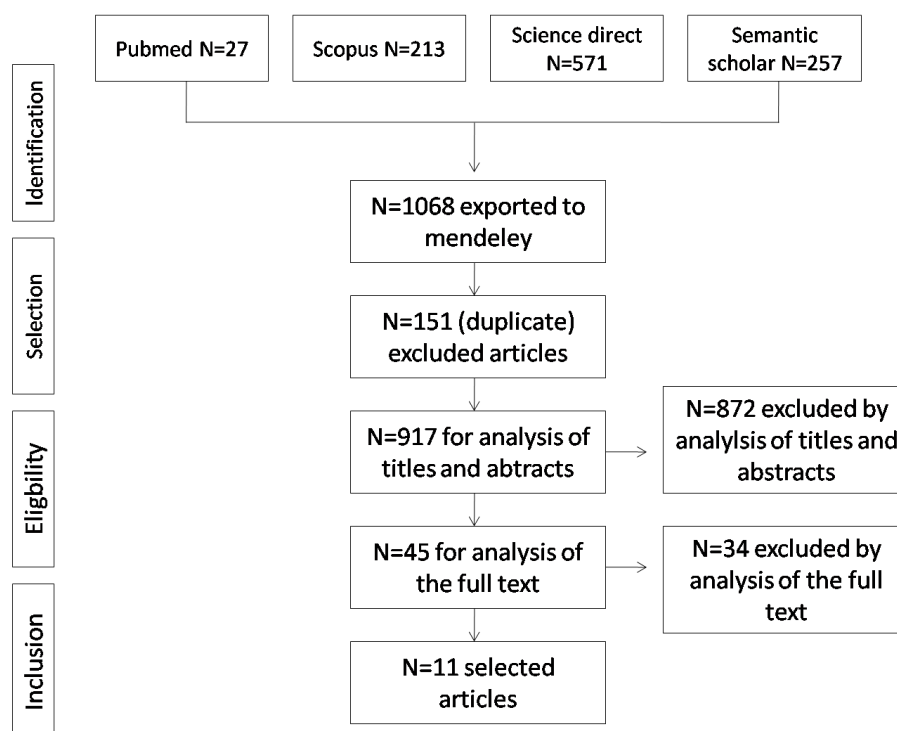 Pubmed N=27
Scopus N=213
Science direct
N=571
Semantic
scholar N=257
Identification
N=1068 exported to
mendeley
Selection
N=151 (duplicate)
excluded articles
Eligbility
N=917 for analysis of
titles and abtracts
N=872 excluded by
analylsis of titles and
abstracts
N=45 for analysis of
the full text
N=34 excluded by
analysis of the full
text
Inclusion
N=11 selected
articles